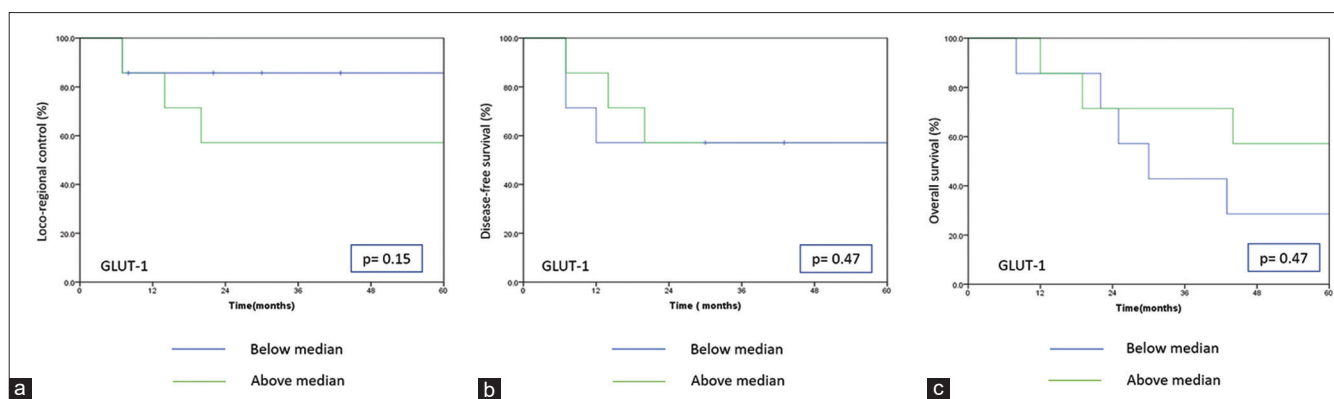 Loco-regional control (%)
100.0
80.0
60.0
40.0
20.0
0.0
GLUT-1
p= 0.15
0 12 24 36 48 60
Time(months)
Below median
Above median
a
Disease-free survival (%)
100.0
80.0
60.0
40.0
20.0
0.0
GLUT-1
p= 0.47
0 12 24 36 48 60
Time ( months)
Below median
Above median
b
Overall survival (%)
100.0
80.0
60.0
40.0
20.0
0.0
GLUT-1
p= 0.47
0 12 24 36 48 60
Time(months)
Below median
Above median
c